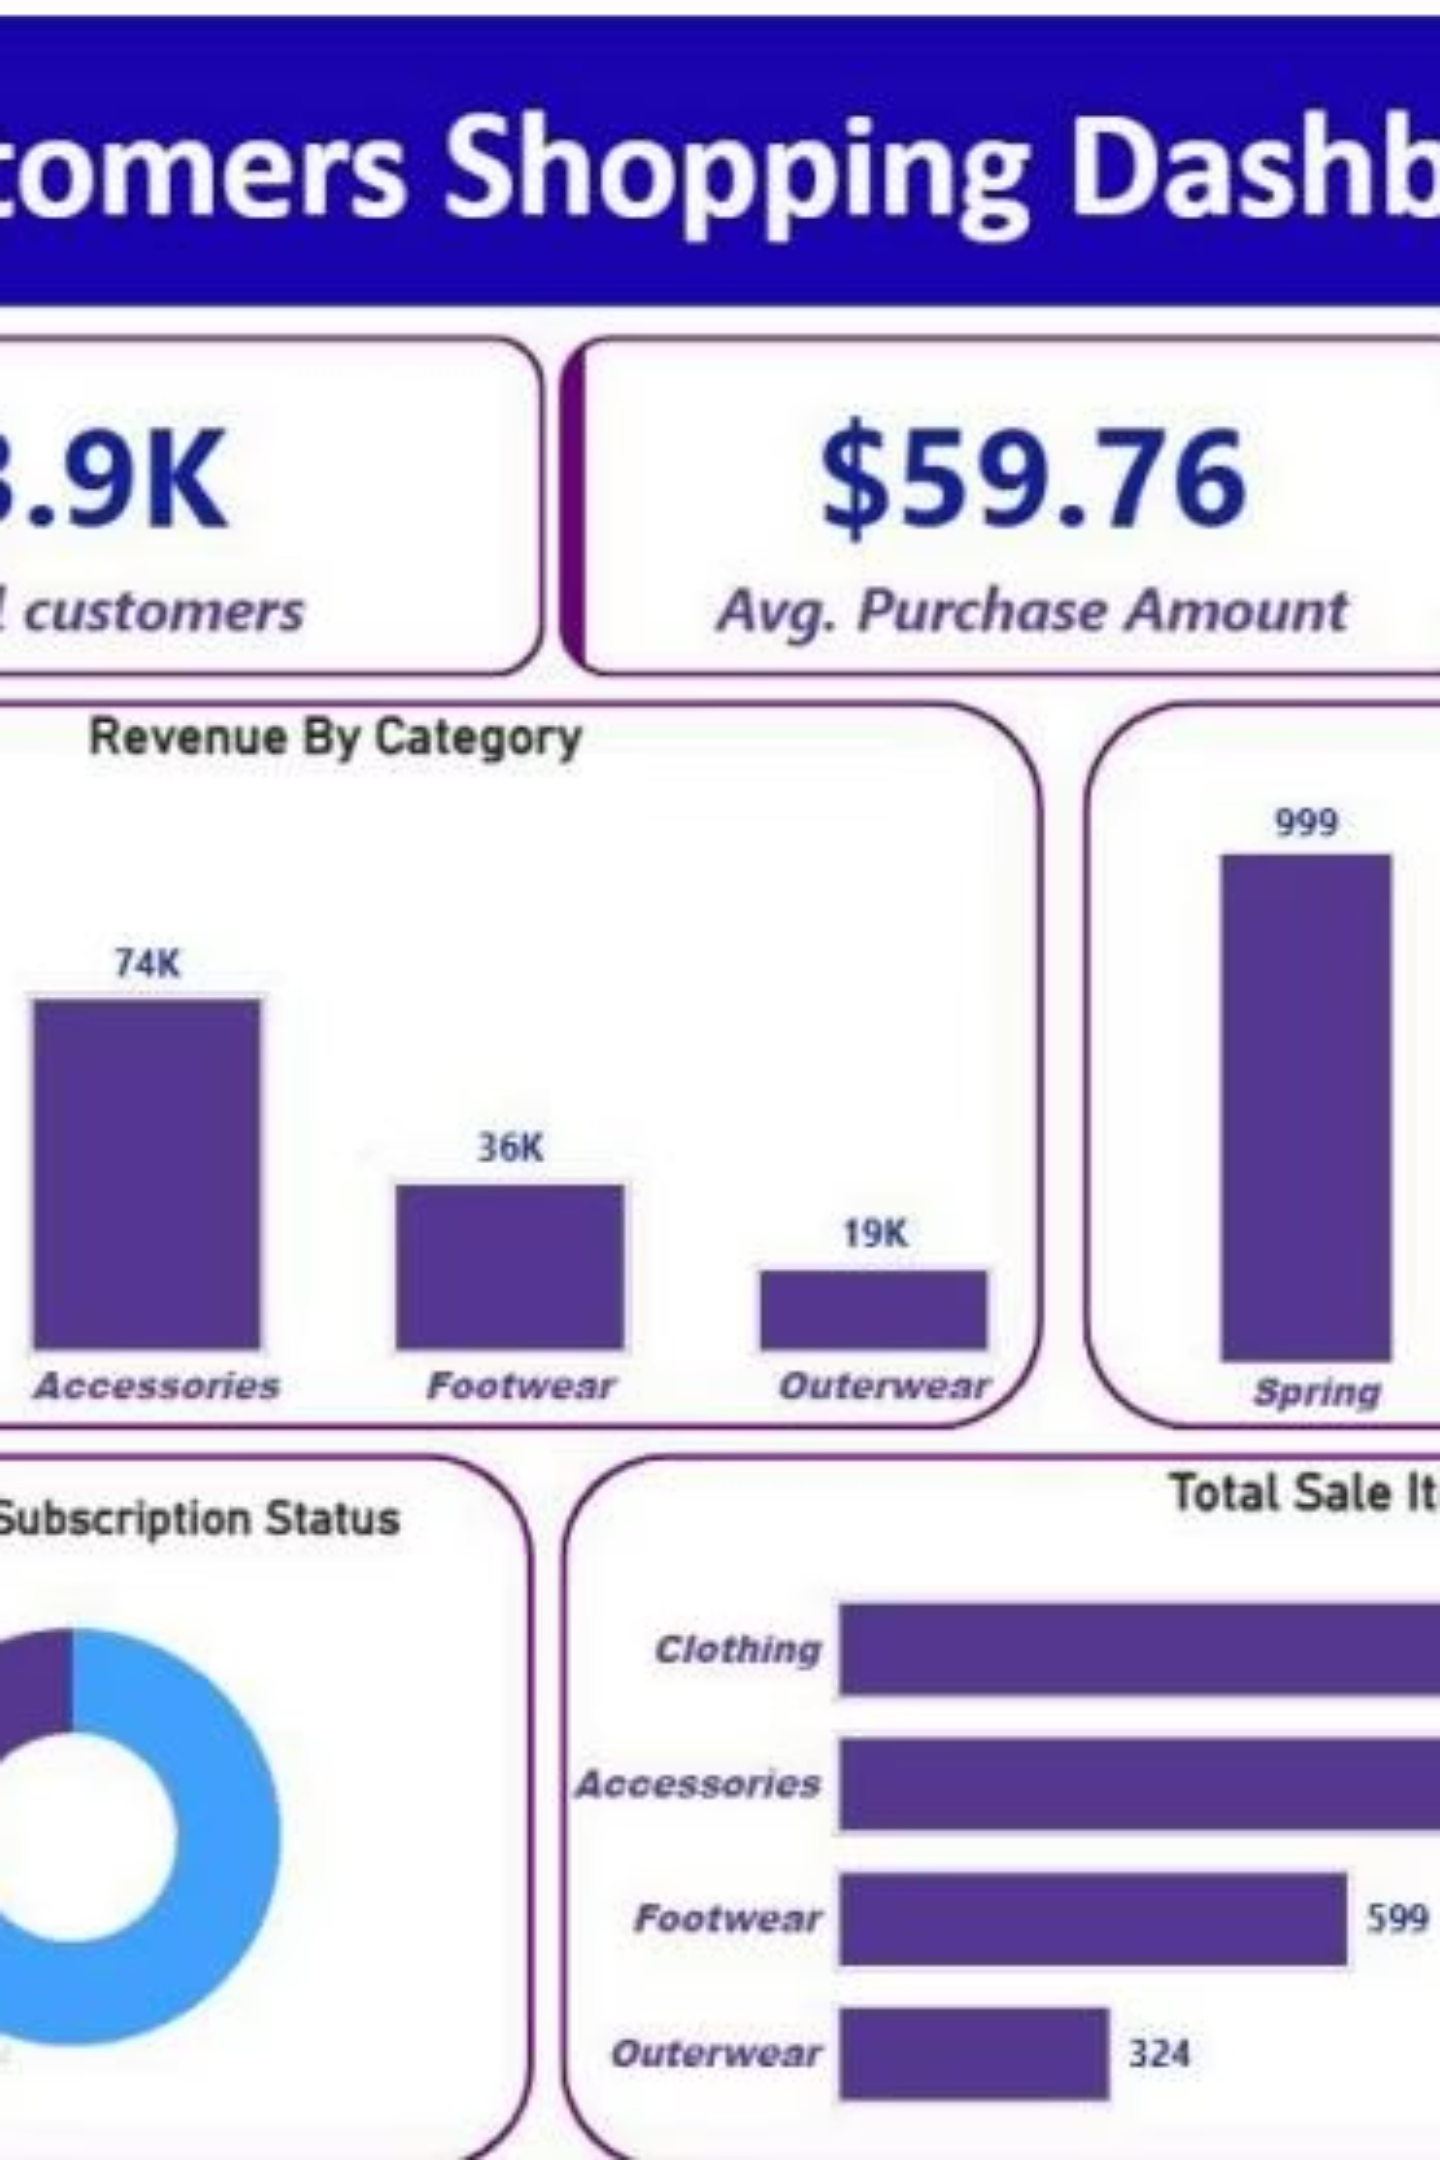 tomers Shopping Dashb
3.9K
l customers
$59.76
Avg. Purchase Amount
Revenue By Category
74K
36K
19K
Accessories
Footwear
Outerwear
999
Spring
Subscription Status
Total Sale It
Clothing
Accessories
Footwear
599
Outerwear
324